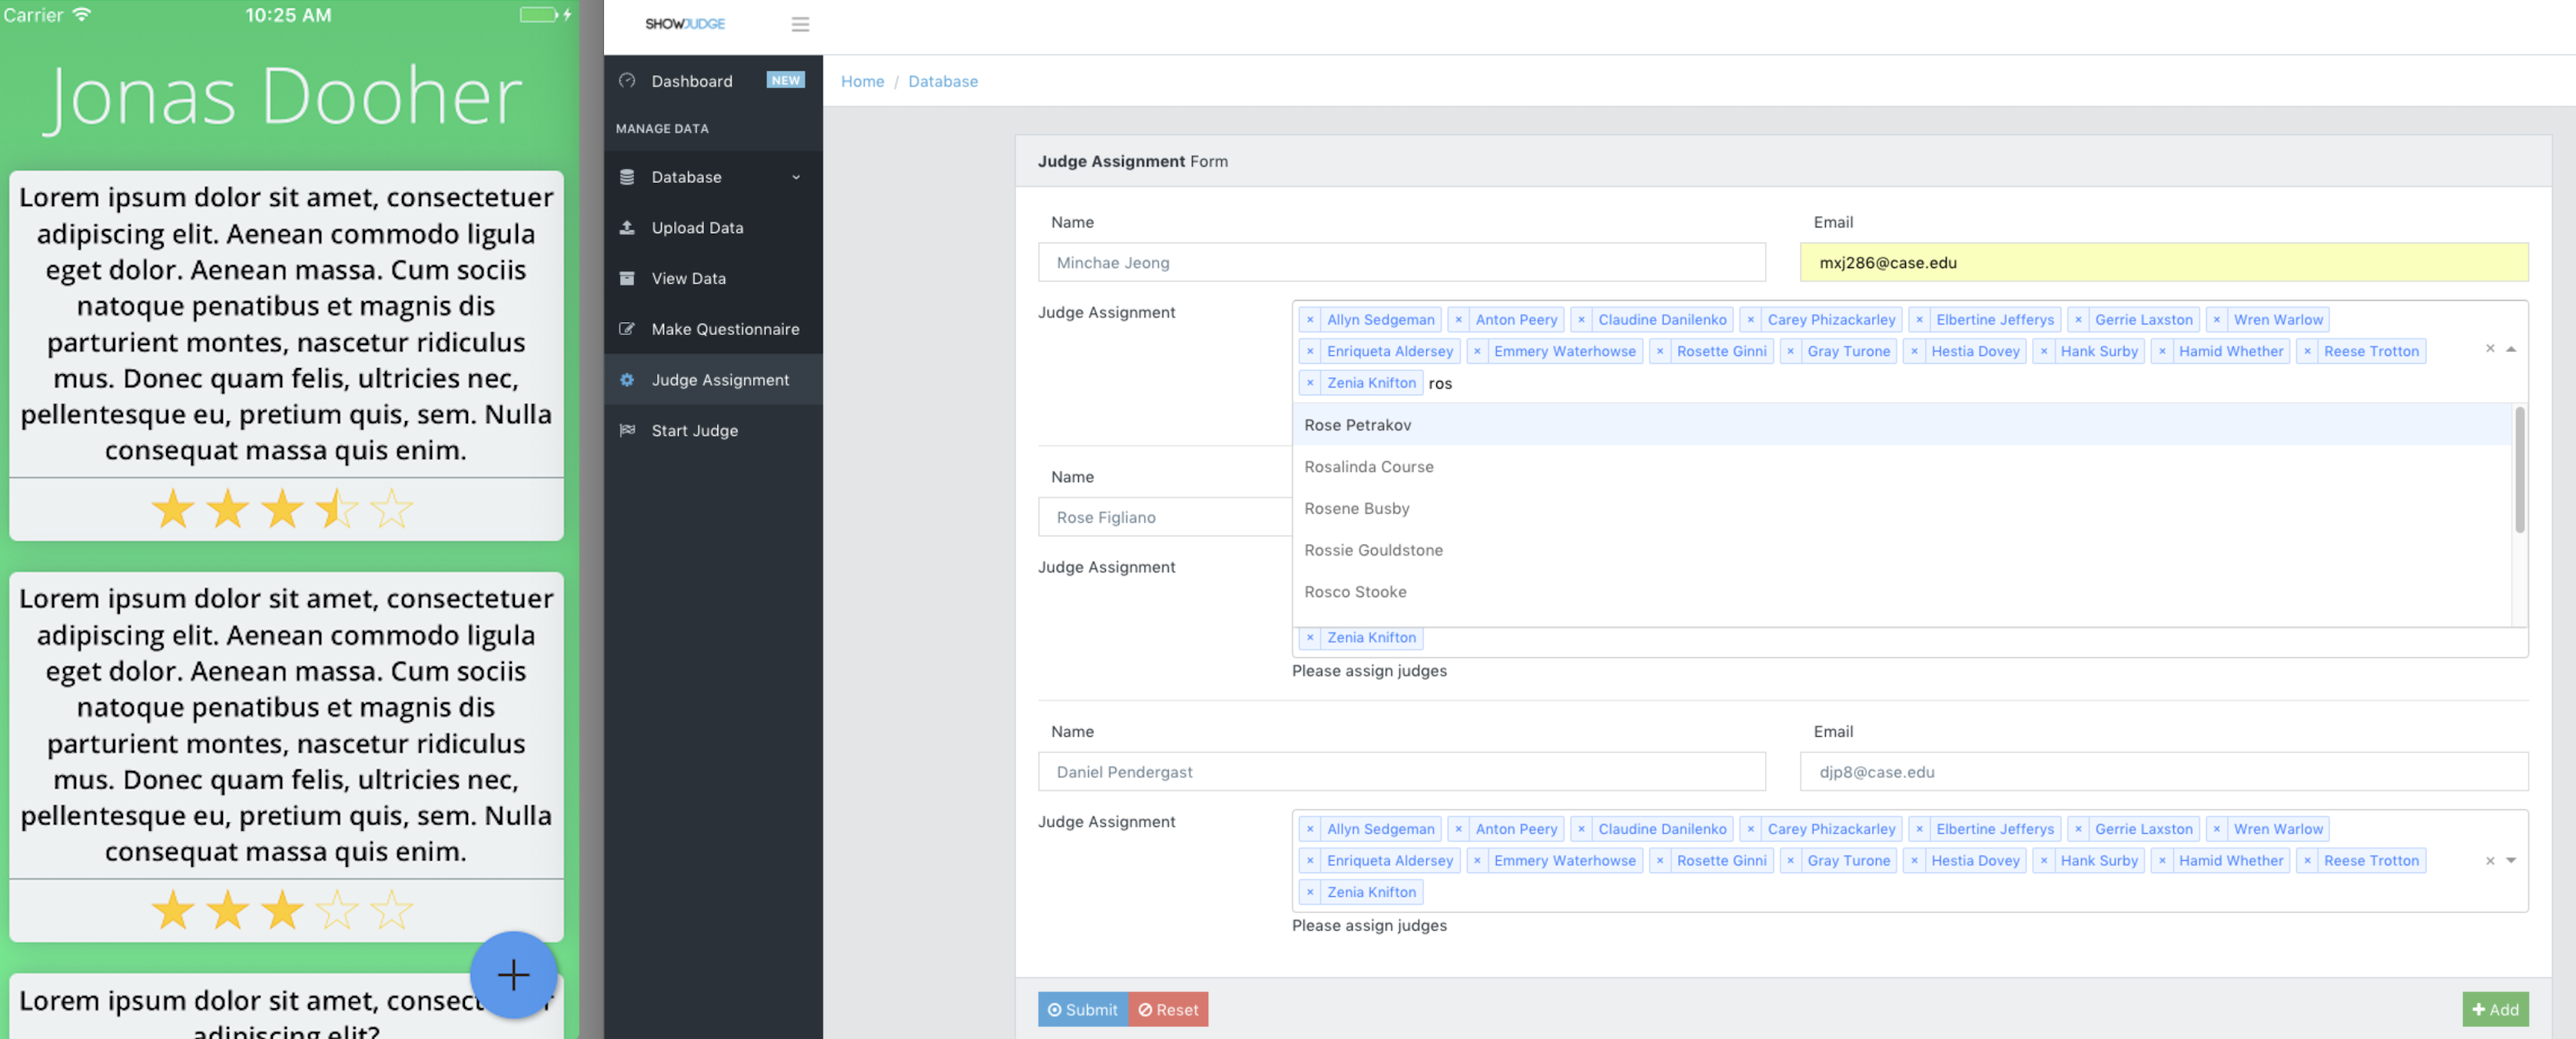 Carrier 10:25 AM
Jonas Dooher
Lorem ipsum dolor sit amet, consectetuer
adipiscing elit. Aenean commodo ligula
eget dolor. Aenean massa. Cum sociis
natoque penatibus et magnis dis
parturient montes, nascetur ridiculus
mus. Donec quam felis, ultricies nec,
pellentesque eu, pretium quis, sem. Nulla
consequat massa quis enim.
Lorem ipsum dolor sit amet, consectetuer
adipiscing elit. Aenean commodo ligula
eget dolor. Aenean massa. Cum sociis
natoque penatibus et magnis dis
parturient montes, nascetur ridiculus
mus. Donec quam felis, ultricies nec,
pellentesque eu, pretium quis, sem. Nulla
consequat massa quis enim.
Lorem ipsum dolor sit amet,
adipiscing elit?
SHOWJUDGE
Dashboard NEW
MANAGE DATA
Database
Upload Data
View Data
Make Questionnaire
Judge Assignment
Start Judge
Home / Database
Judge Assignment Form
Name Email
Minchae Jeong mxj286@case.edu
Judge Assignment
× Allyn Sedgeman × Anton Peery × Claudine Danilenko × Carey Phizackarley × Elbertine Jefferys × Gerrie Laxston × Wren Warlow
× Enriqueta Aldersey × Emmery Waterhowse × Rosette Ginni × Gray Turone × Hestia Dovey × Hank Surby × Hamid Whether × Reese Trotton ×
× Zenia Knifton ros
Rose Petrakov
Rosalinda Course
Rosene Busby
Rossie Gouldstone
Rosco Stooke
Name
Rose Figliano
Judge Assignment
× Zenia Knifton
Please assign judges
Name Email
Daniel Pendergast djp8@case.edu
Judge Assignment
× Allyn Sedgeman × Anton Peery × Claudine Danilenko × Carey Phizackarley × Elbertine Jefferys × Gerrie Laxston × Wren Warlow
× Enriqueta Aldersey × Emmery Waterhowse × Rosette Ginni × Gray Turone × Hestia Dovey × Hank Surby × Hamid Whether × Reese Trotton ×
× Zenia Knifton
Please assign judges
Submit Reset + Add